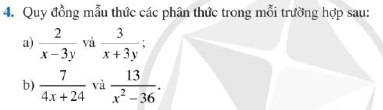 4. Quy đồng mẫu thức các phân thức trong mỗi trường hợp sau:
a) 2/(x − 3y) và 3/(x + 3y);
b) 7/(4x + 24) và 13/(x² − 36).